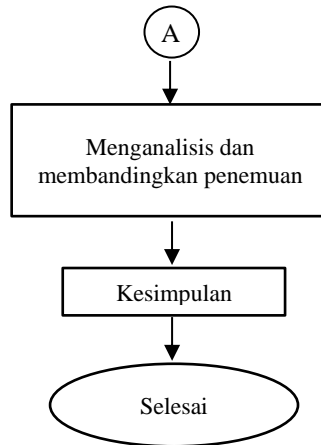 A
Menganalisis dan
membandingkan penemuan
Kesimpulan
Selesai